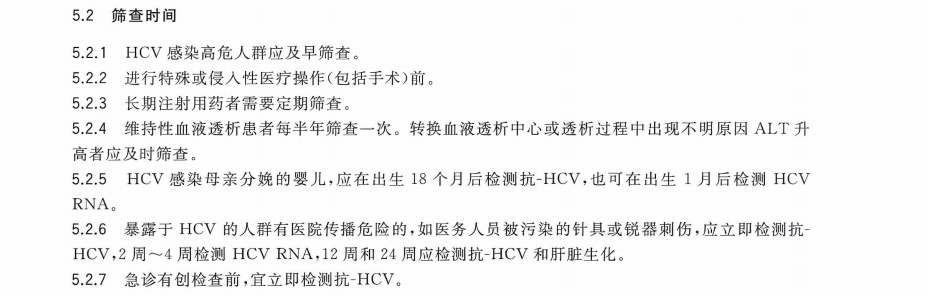 5.2 筛查时间
5.2.1 HCV 感染高危人群应及早筛查。
5.2.2 进行特殊或侵入性医疗操作(包括手术)前。
5.2.3 长期注射用药者需要定期筛查。
5.2.4 维持性血液透析患者每半年筛查一次。转换血液透析中心或透析过程中出现不明原因 ALT 升
高者应及时筛查。
5.2.5 HCV 感染母亲分娩的婴儿,应在出生 18 个月后检测抗-HCV,也可在出生 1 月后检测 HCV
RNA。
5.2.6 暴露于 HCV 的人群有医院传播危险的,如医务人员被污染的针具或锐器刺伤,应立即检测抗-
HCV,2 周～4 周检测 HCV RNA,12 周和 24 周应检测抗-HCV 和肝脏生化。
5.2.7 急诊有创检查前,宜立即检测抗-HCV。